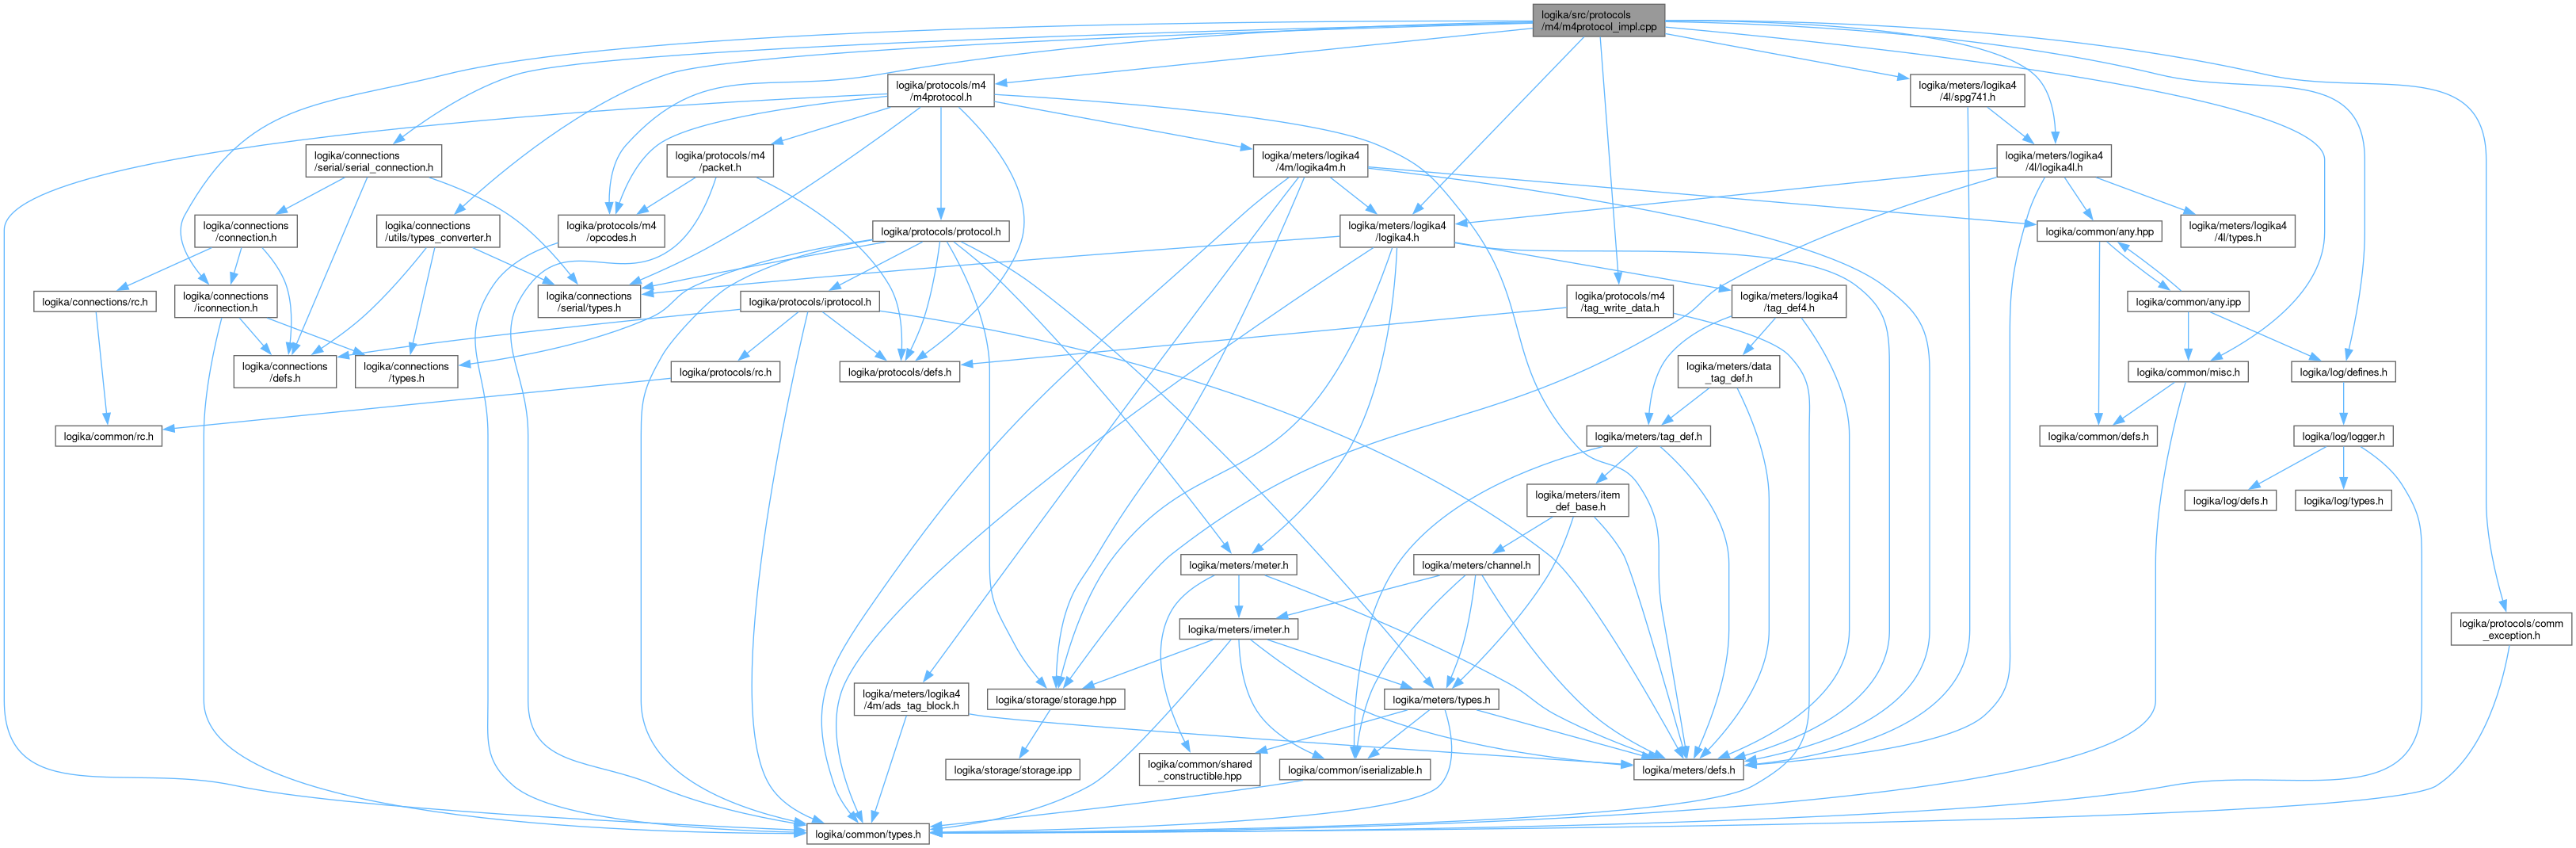 logika/src/protocols
/m4/m4protocol_impl.cpp
logika/protocols/m4
/m4protocol.h
logika/meters/logika4
/4l/spg741.h
logika/connections
/serial/serial_connection.h
logika/protocols/m4
/packet.h
logika/meters/logika4
/4m/logika4m.h
logika/meters/logika4
/4l/logika4l.h
logika/connections
/connection.h
logika/connections
/utils/types_converter.h
logika/protocols/m4
/opcodes.h
logika/protocols/protocol.h
logika/meters/logika4
/logika4.h
logika/common/any.hpp
logika/meters/logika4
/4l/types.h
logika/connections/rc.h
logika/connections
/iconnection.h
logika/connections
/serial/types.h
logika/protocols/iprotocol.h
logika/protocols/m4
/tag_write_data.h
logika/meters/logika4
/tag_def4.h
logika/common/any.ipp
logika/connections
/defs.h
logika/connections
/types.h
logika/protocols/rc.h
logika/protocols/defs.h
logika/meters/data
_tag_def.h
logika/common/misc.h
logika/log/defines.h
logika/common/rc.h
logika/meters/tag_def.h
logika/common/defs.h
logika/log/logger.h
logika/meters/item
_def_base.h
logika/log/defs.h
logika/log/types.h
logika/meters/meter.h
logika/meters/channel.h
logika/meters/imeter.h
logika/protocols/comm
_exception.h
logika/meters/logika4
/4m/ads_tag_block.h
logika/storage/storage.hpp
logika/meters/types.h
logika/storage/storage.ipp
logika/common/shared
_constructible.hpp
logika/common/iserializable.h
logika/meters/defs.h
logika/common/types.h